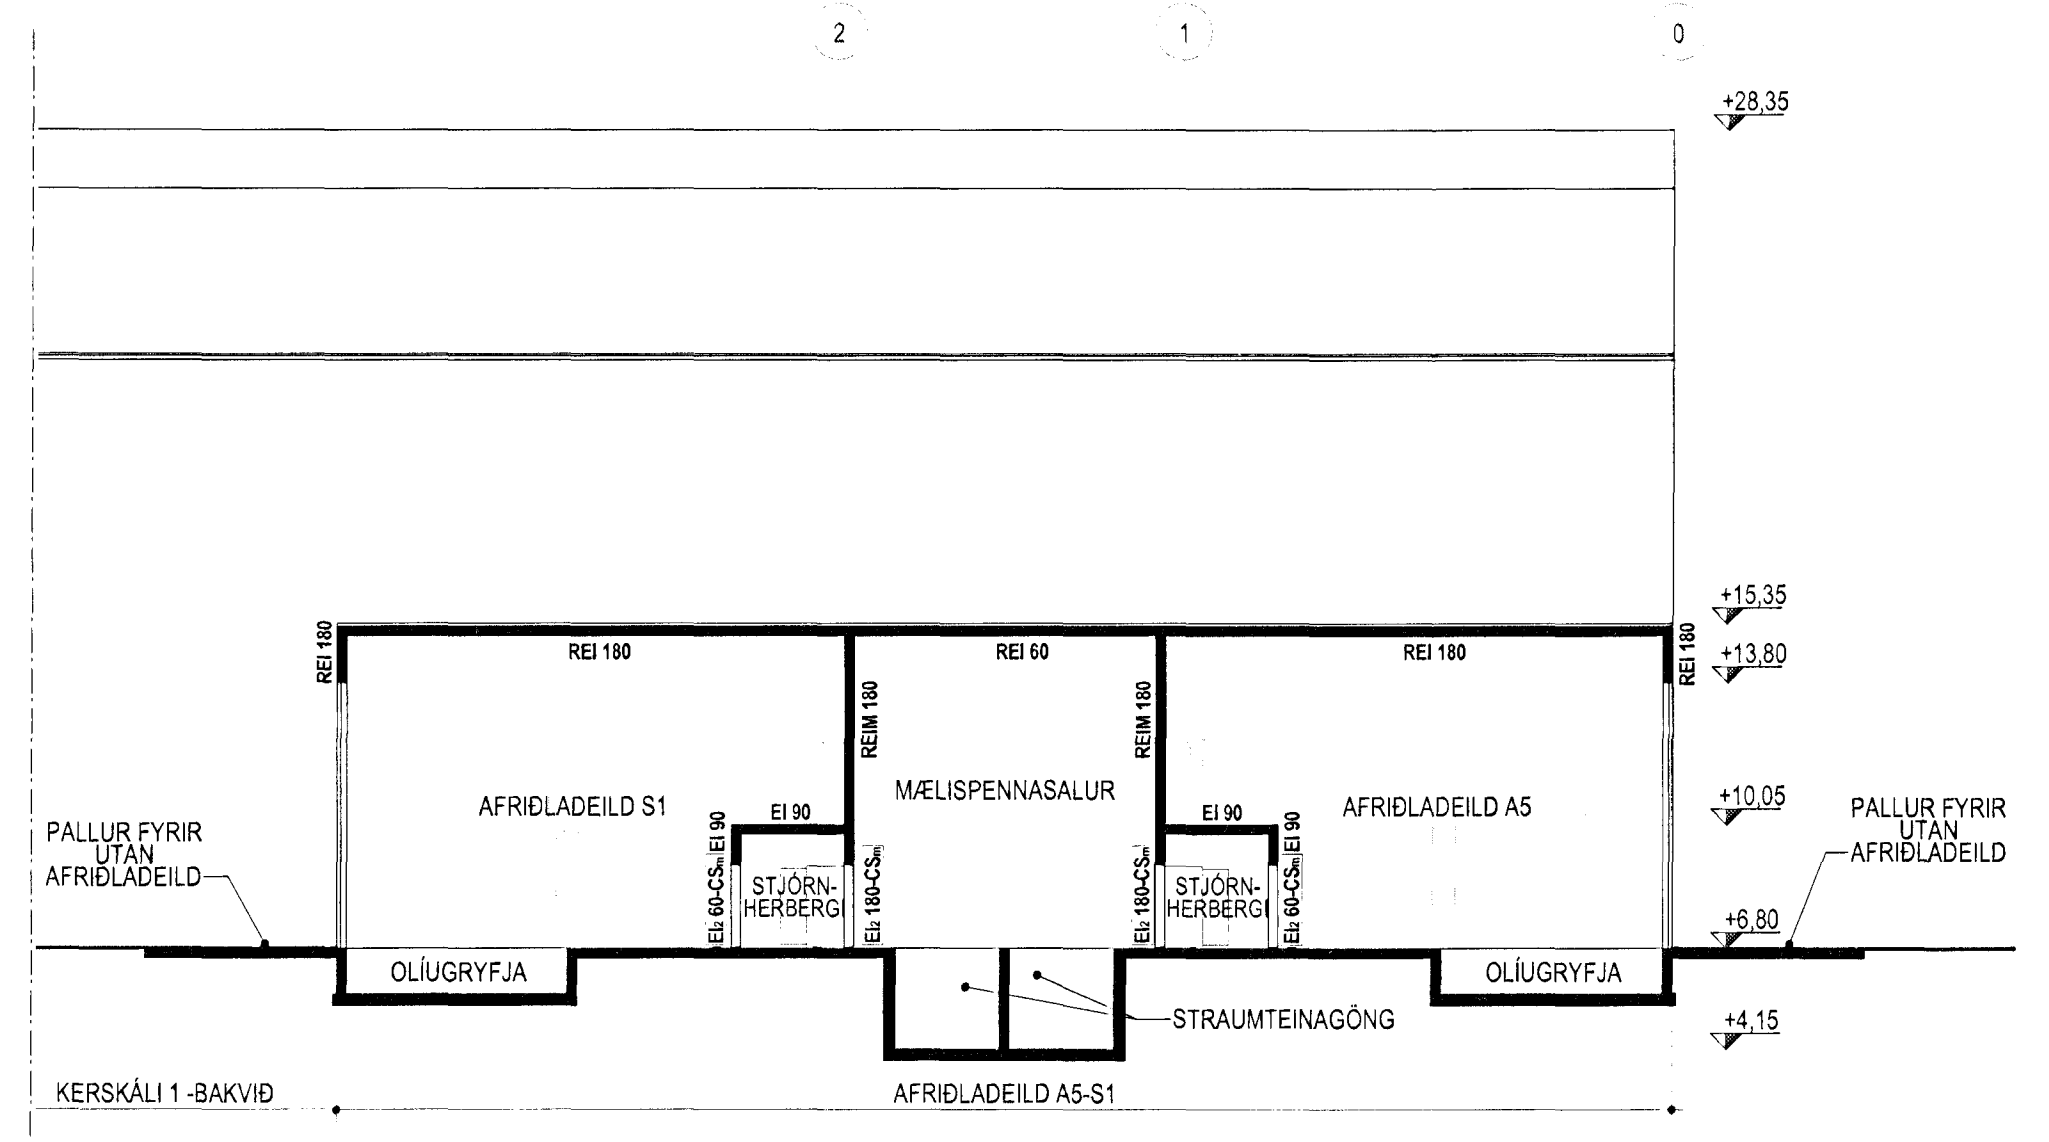 2
1
0
+28,35
+15,35
+13,80
+10,05
+6,80
+4,15
REI 180
REI 180
REI 60
REI 180
REI 180
REIM 180
REIM 180
AFRIÐLADEILD S1
MÆLISPENNASALUR
AFRIÐLADEILD A5
EI 90
EI 90
EI 90
EI 90
EI₂ 60-CSₘ
EI₂ 180-CSₘ
EI₂ 180-CSₘ
EI₂ 60-CSₘ
STJÓRN-
HERBERGI
STJÓRN-
HERBERGI
PALLUR FYRIR
UTAN
AFRIÐLADEILD
PALLUR FYRIR
UTAN
AFRIÐLADEILD
OLÍUGRYFJA
OLÍUGRYFJA
STRAUMTEINAGÖNG
KERSKÁLI 1 -BAKVIÐ
AFRIÐLADEILD A5-S1